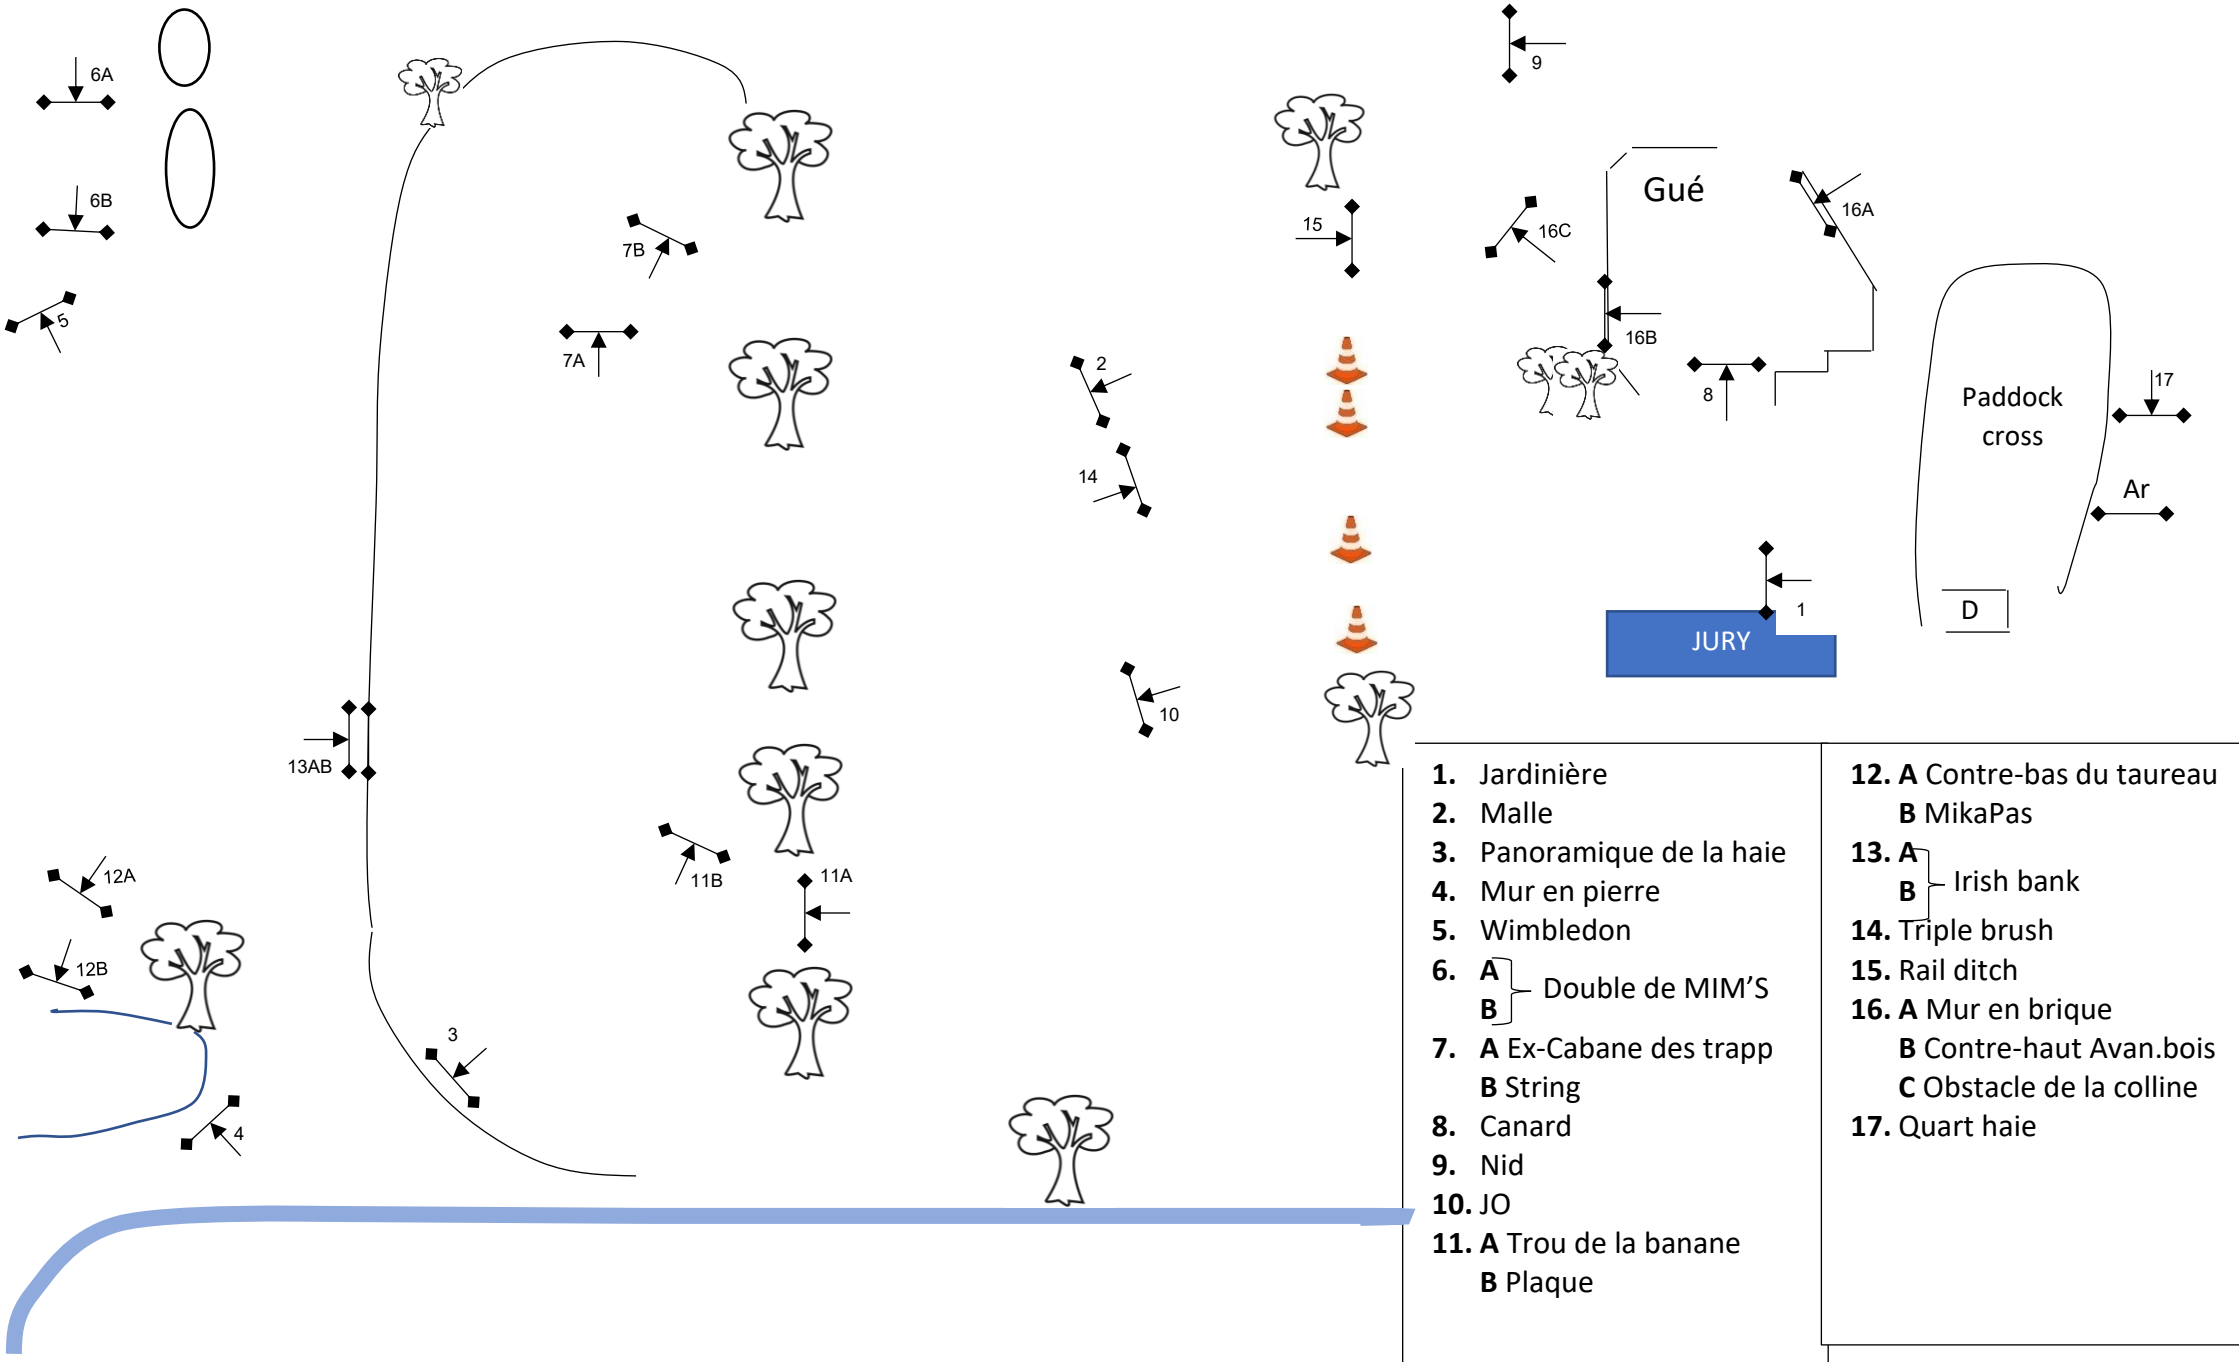 6A
9
6B
Gué
16A
16C
15
7B
5
16B
7A
2
8
17
Paddock
cross
14
Ar
D
1
JURY
10
13AB
11B
11A
12A
12B
3
4
1. Jardinière
2. Malle
3. Panoramique de la haie
4. Mur en pierre
5. Wimbledon
6. A
B
Double de MIM'S
7. A Ex-Cabane des trapp
B String
8. Canard
9. Nid
10. JO
11. A Trou de la banane
B Plaque
12. A Contre-bas du taureau
B MikaPas
13. A
B
Irish bank
14. Triple brush
15. Rail ditch
16. A Mur en brique
B Contre-haut Avan.bois
C Obstacle de la colline
17. Quart haie